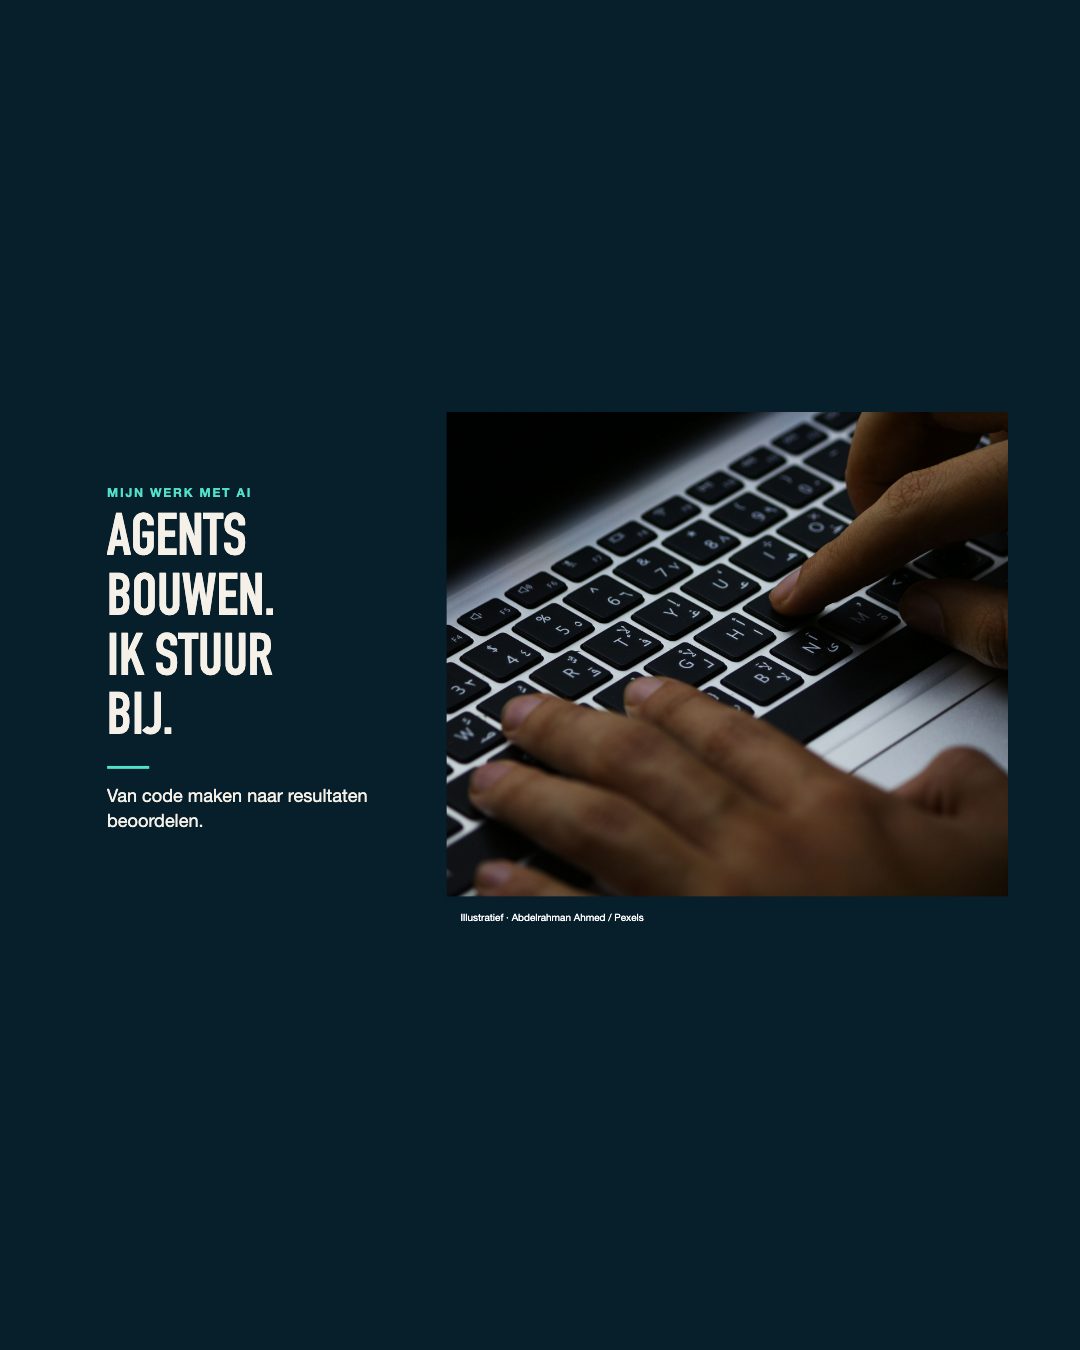 MIJN WERK MET AI
AGENTS
BOUWEN.
IK STUUR
BIJ.
Van code maken naar resultaten
beoordelen.
Illustratief · Abdelrahman Ahmed / Pexels